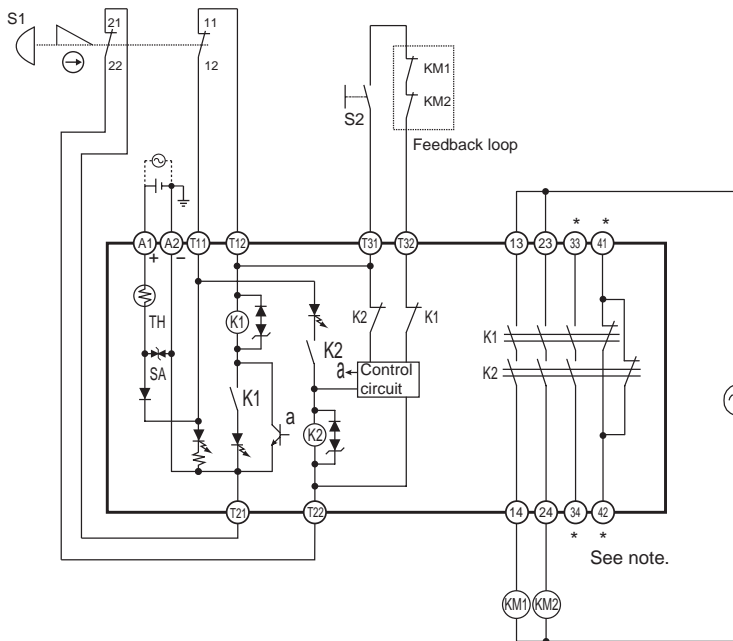 S1
21
11
22
12
KM1
KM2
S2
Feedback loop
A1
A2
T11
T12
T31
T32
13
23
*
33
*
41
+
−
TH
SA
K1
K2
K2
K1
a
Control
circuit
K1
a
K2
K1
K2
T21
T22
14
24
34
42
*
*
See note.
KM1
KM2